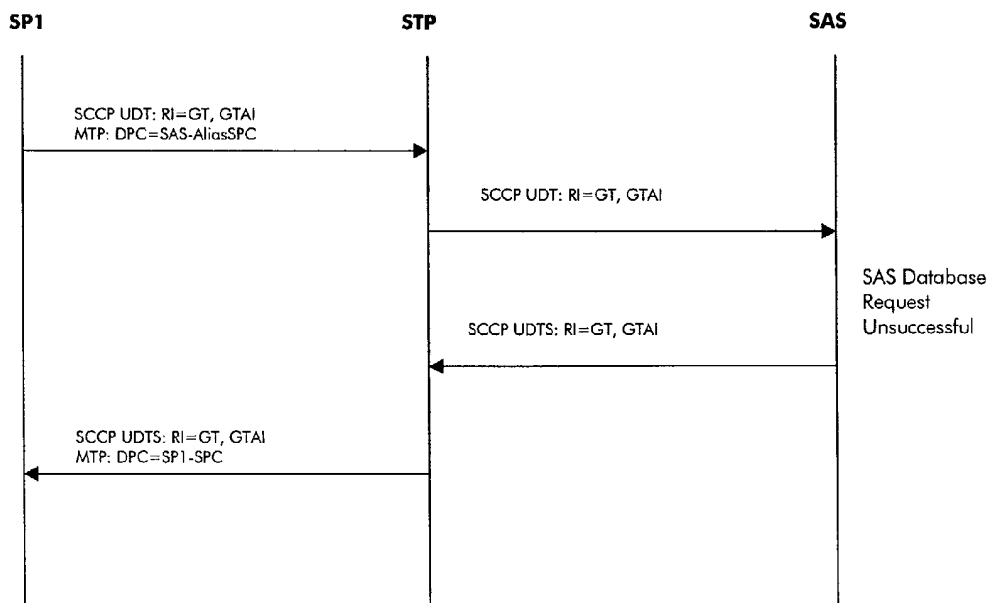 SP1
STP
SAS
SCCP UDT: RI=GT, GTAI
MTP: DPC=SAS-AliasSPC
SCCP UDT: RI=GT, GTAI
SAS Database
Request
Unsuccessful
SCCP UDTS: RI=GT, GTAI
SCCP UDTS: RI=GT, GTAI
MTP: DPC=SP1-SPC